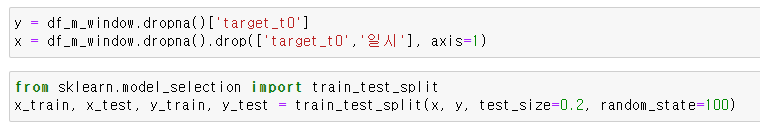 y = df_m_window.dropna()['target_t0']
x = df_m_window.dropna().drop(['target_t0','일시'], axis=1)
from sklearn.model_selection import train_test_split
x_train, x_test, y_train, y_test = train_test_split(x, y, test_size=0.2, random_state=100)